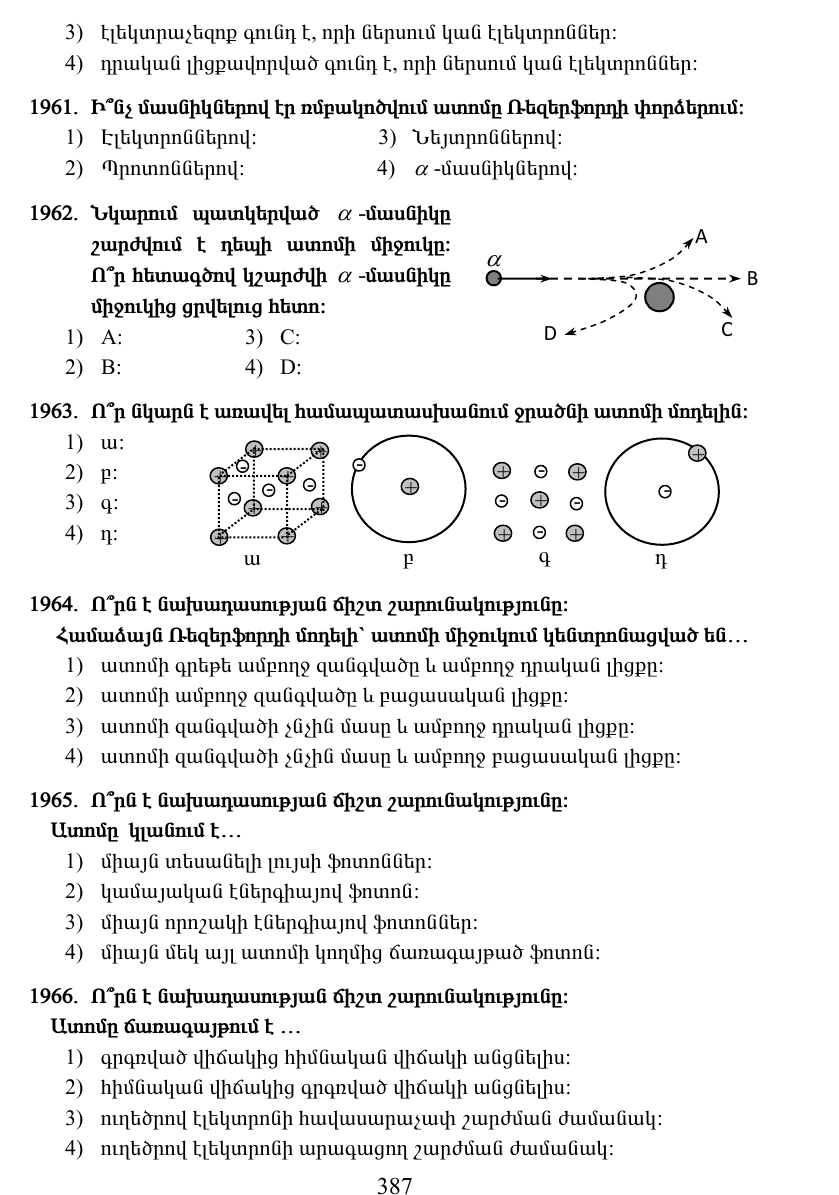 3) էլեկտրաչեզոք գունդ է, որի ներսում կան էլեկտրոններ:
4) դրական լիցքավորված գունդ է, որի ներսում կան էլեկտրոններ:
1961. Ի՞նչ մասնիկներով էր ռմբակոծվում ատոմը Ռեզերֆորդի փորձերում:
1) Էլեկտրոններով: 3) Նեյտրոններով:
2) Պրոտոններով: 4) α -մասնիկներով:
1962. Նկարում պատկերված α -մասնիկը
շարժվում է դեպի ատոմի միջուկը:
Ո՞ր հետագծով կշարժվի α -մասնիկը
միջուկից ցրվելուց հետո:
1) A: 3) C:
2) B: 4) D:
α
A
B
C
D
1963. Ո՞ր նկարն է առավել համապատասխանում ջրածնի ատոմի մոդելին:
1) ա:
2) բ:
3) գ:
4) դ:
ա բ գ դ
1964. Ո՞րն է նախադասության ճիշտ շարունակությունը:
Համաձայն Ռեզերֆորդի մոդելի՝ ատոմի միջուկում կենտրոնացված են…
1) ատոմի գրեթե ամբողջ զանգվածը և ամբողջ դրական լիցքը:
2) ատոմի ամբողջ զանգվածը և բացասական լիցքը:
3) ատոմի զանգվածի չնչին մասը և ամբողջ դրական լիցքը:
4) ատոմի զանգվածի չնչին մասը և ամբողջ բացասական լիցքը:
1965. Ո՞րն է նախադասության ճիշտ շարունակությունը:
Ատոմը կլանում է…
1) միայն տեսանելի լույսի ֆոտոններ:
2) կամայական էներգիայով ֆոտոն:
3) միայն որոշակի էներգիայով ֆոտոններ:
4) միայն մեկ այլ ատոմի կողմից ճառագայթած ֆոտոն:
1966. Ո՞րն է նախադասության ճիշտ շարունակությունը:
Ատոմը ճառագայթում է …
1) գրգռված վիճակից հիմնական վիճակի անցնելիս:
2) հիմնական վիճակից գրգռված վիճակի անցնելիս:
3) ուղեծրով էլեկտրոնի հավասարաչափ շարժման ժամանակ:
4) ուղեծրով էլեկտրոնի արագացող շարժման ժամանակ:
387